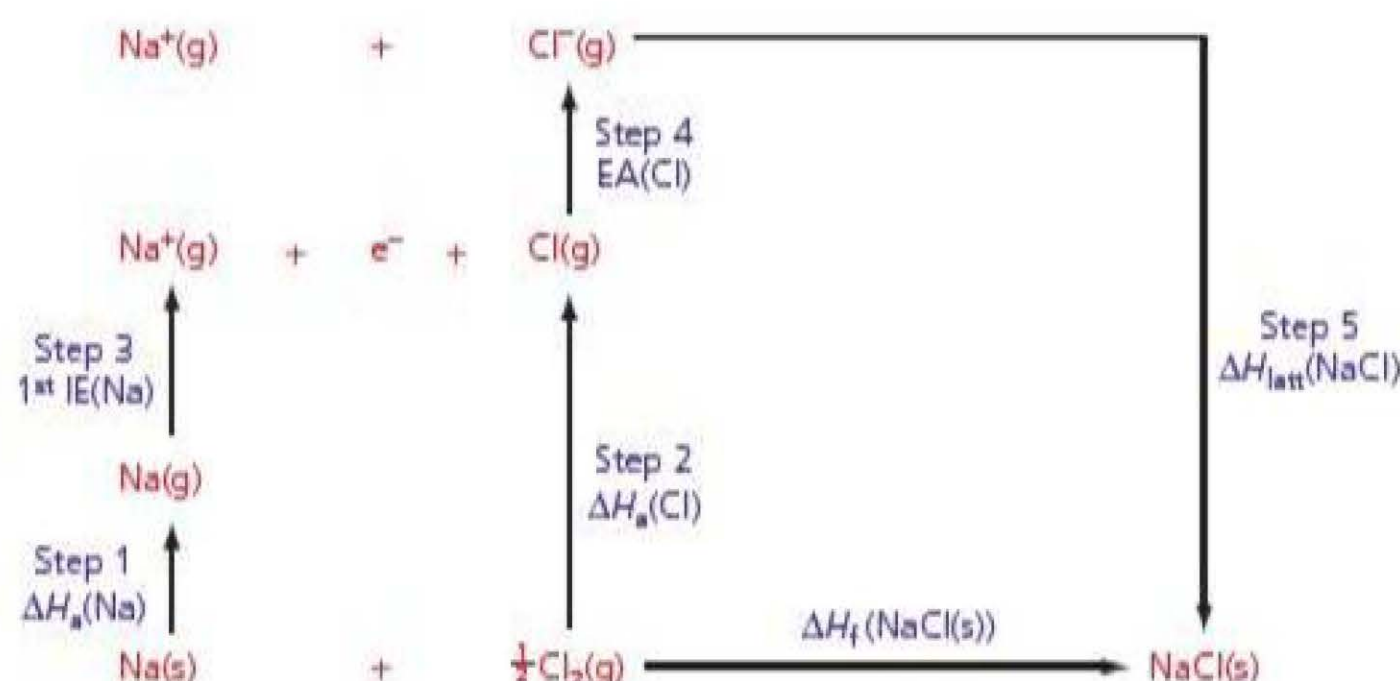 Na⁺(g) + Cl⁻(g)
Step 4
EA(Cl)
Na⁺(g) + e⁻ + Cl(g)
Step 3
1st IE(Na)
Step 5
ΔHlatt(NaCl)
Na(g)
Step 2
ΔHa(Cl)
Step 1
ΔHa(Na)
ΔHf(NaCl(s))
Na(s) + ½Cl₂(g) NaCl(s)